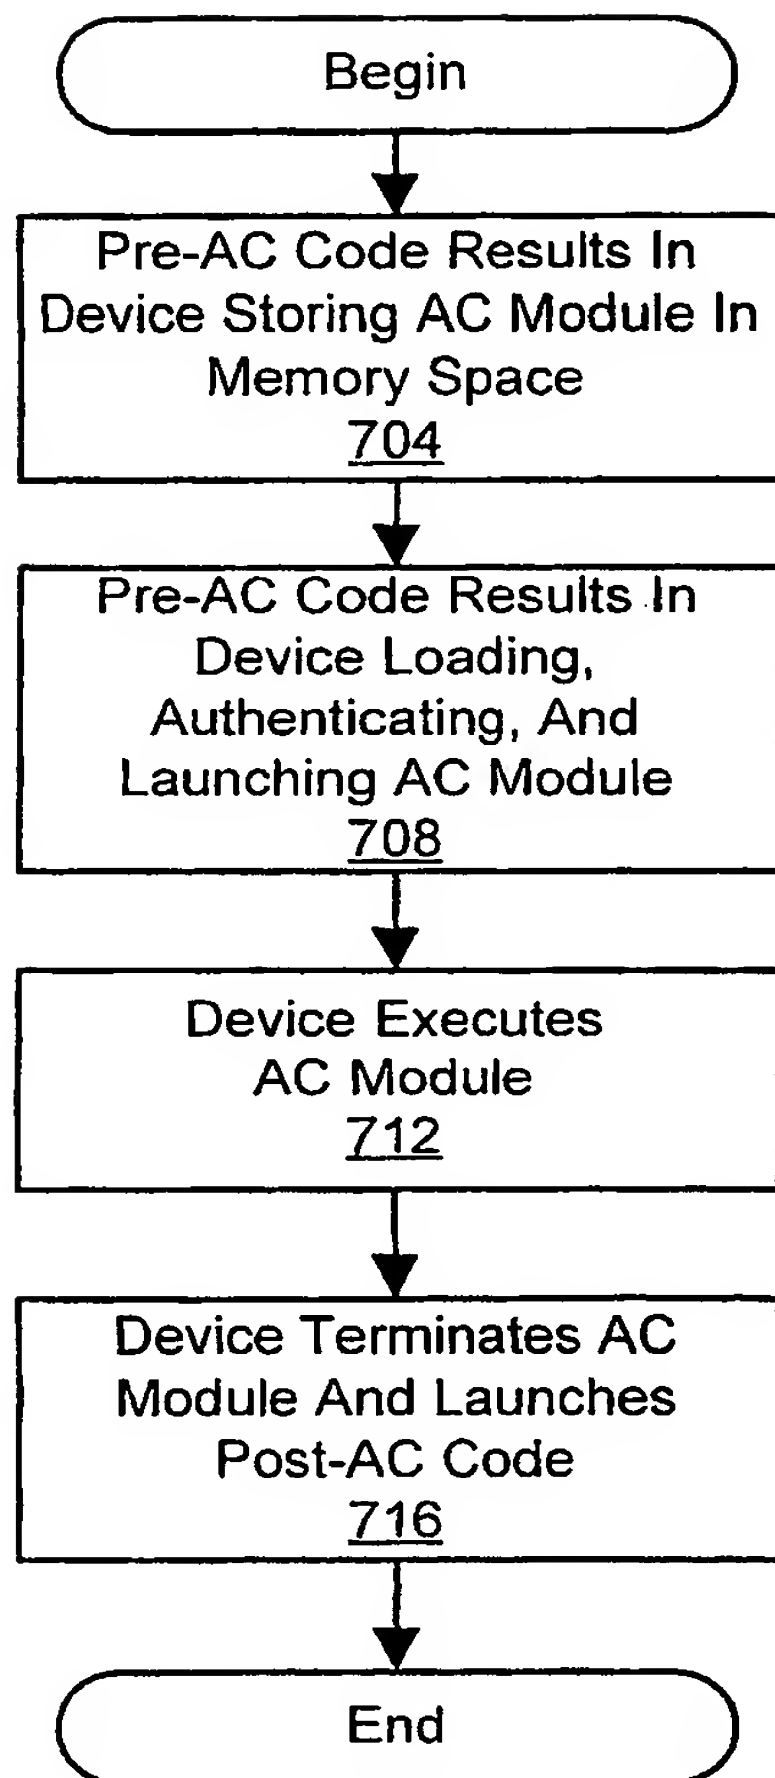 Begin
Pre-AC Code Results In
Device Storing AC Module In
Memory Space
704
Pre-AC Code Results In
Device Loading,
Authenticating, And
Launching AC Module
708
Device Executes
AC Module
712
Device Terminates AC
Module And Launches
Post-AC Code
716
End